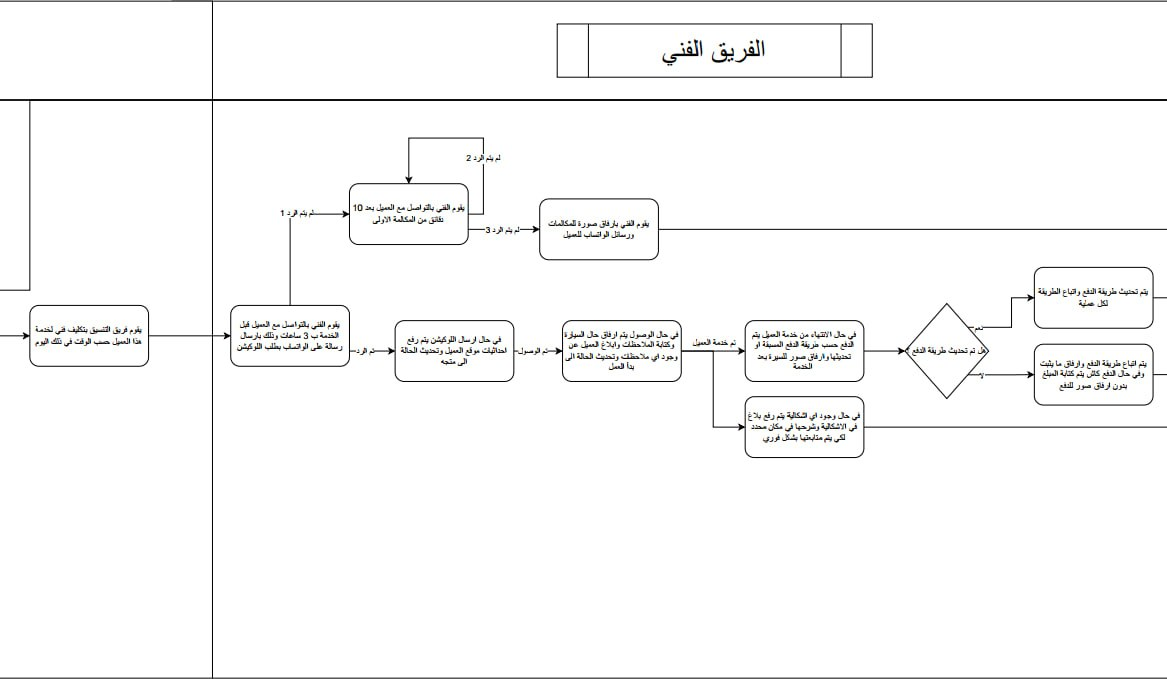 الفريق الفني
لم يتم الرد 2
لم يتم الرد 1
يقوم الفني بالتواصل مع العميل بعد 10
دقائق من المكالمة الاولى
لم يتم الرد 3
يقوم الفني بارفاق صورة للمكالمات
ورسائل الواتساب للعميل
يقوم فريق التنسيق بتكليف فني لخدمة
هذا العميل حسب الوقت في ذلك اليوم
يقوم الفني بالتواصل مع العميل قبل
الخدمة ب 3 ساعات وذلك بارسال
رسالة على الواتساب بطلب اللوكيشن
تم الرد
في حال ارسال اللوكيشن يتم رفع
احداثيات موقع العميل وتحديث الحالة
الى متجه
تم الوصول
في حال الوصول يتم ارفاق حال السيارة
وكتابة الملاحظات وابلاغ العميل عن
وجود اي ملاحظات وتحديث الحالة الى
بدأ العمل
تم خدمة العميل
في حال الانتهاء من خدمة العميل يتم
الدفع حسب طريقة الدفع المسبقة او
تحديثها وارفاق صور للسيرة بعد
الخدمة
في حال وجود اي اشكالية يتم رفع بلاغ
في الاشكالية وشرحها في مكان محدد
لكي يتم متابعتها بشكل فوري
هل تم تحديث طريقة الدفع ؟
نعم
يتم تحديث طريقة الدفع واتباع الطريقة
لكل عملية
لا
يتم اتباع طريقة الدفع وارفاق ما يثبت
وفي حال الدفع كاش يتم كتابة المبلغ
بدون ارفاق صور للدفع